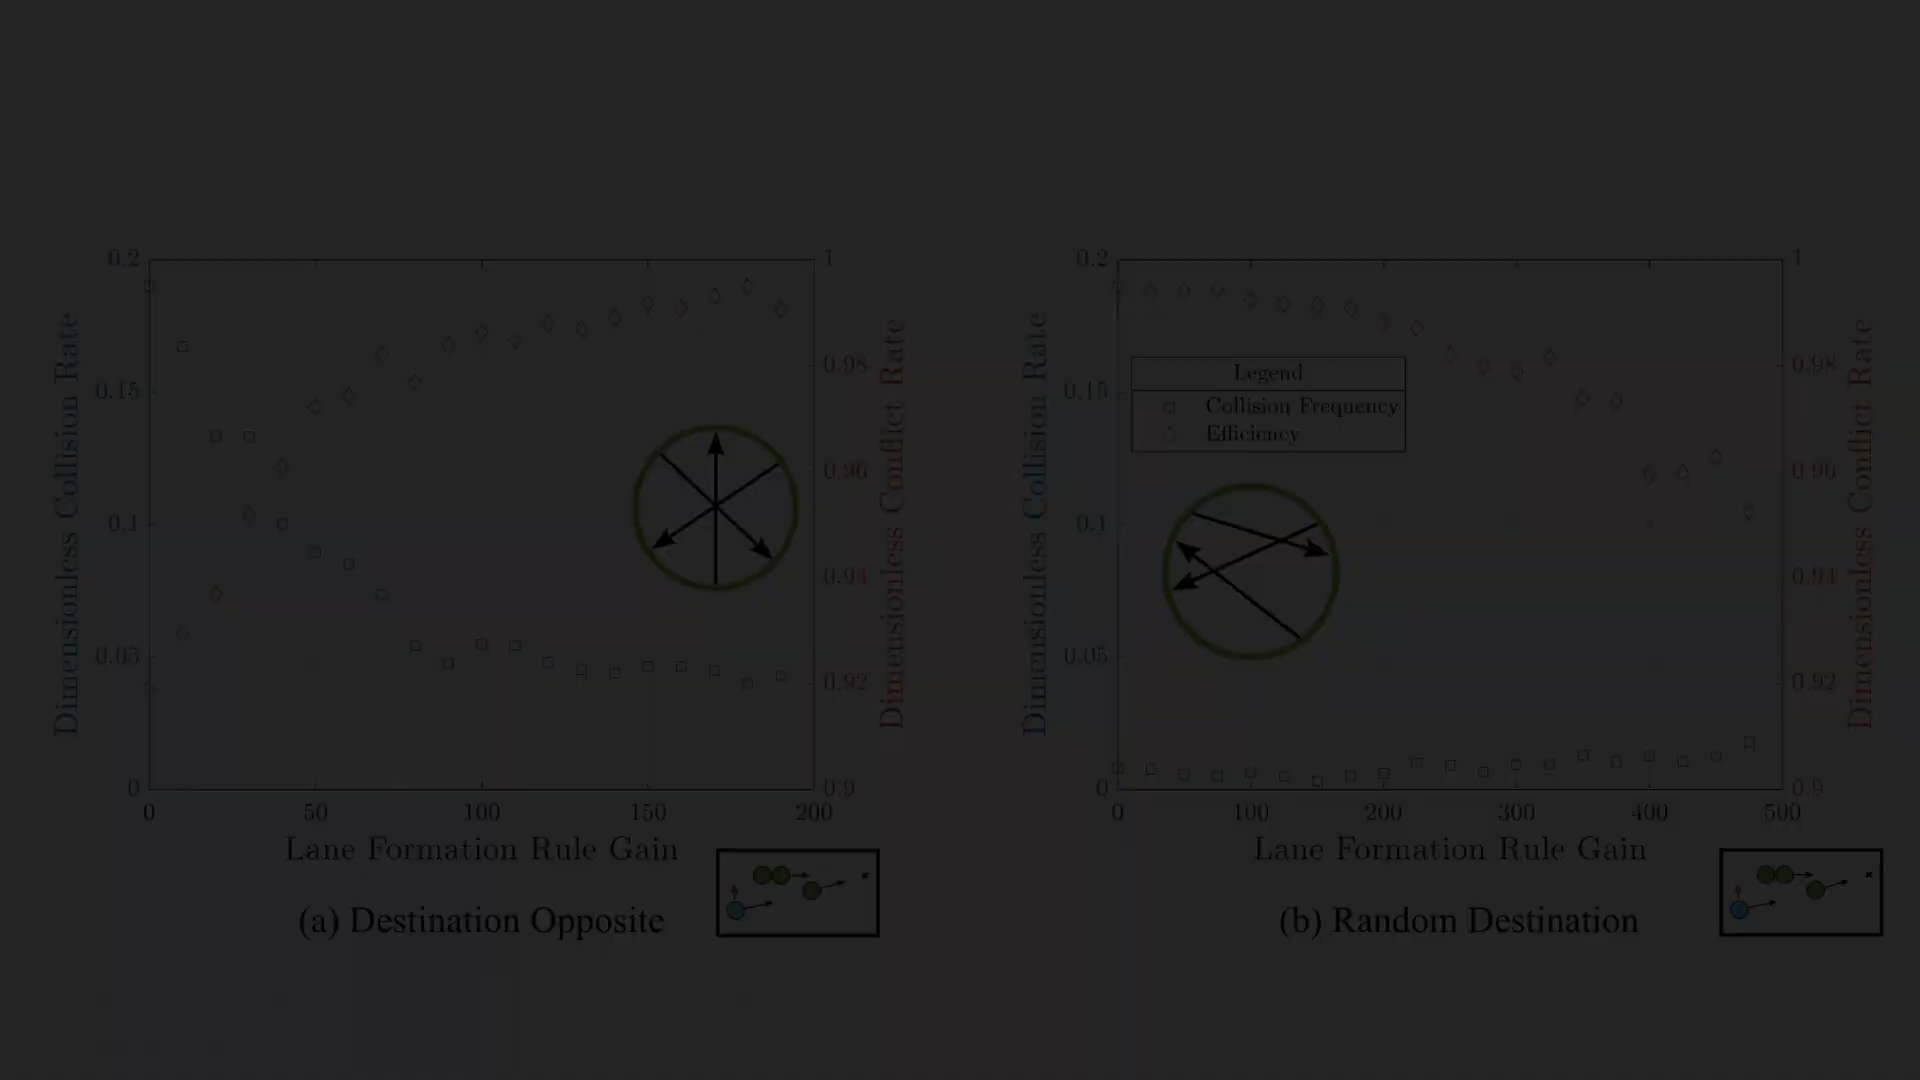 0.2
0.15
0.1
0.05
0
Dimensionless Collision Rate
1
0.98
0.96
0.94
0.92
0.9
Dimensionless Conflict Rate
0 50 100 150 200
Lane Formation Rule Gain
(a) Destination Opposite
0.2
0.15
0.1
0.05
0
Dimensionless Collision Rate
Legend
Collision Frequency
Efficiency
1
0.98
0.96
0.94
0.92
0.9
Dimensionless Conflict Rate
0 100 200 300 400 500
Lane Formation Rule Gain
(b) Random Destination